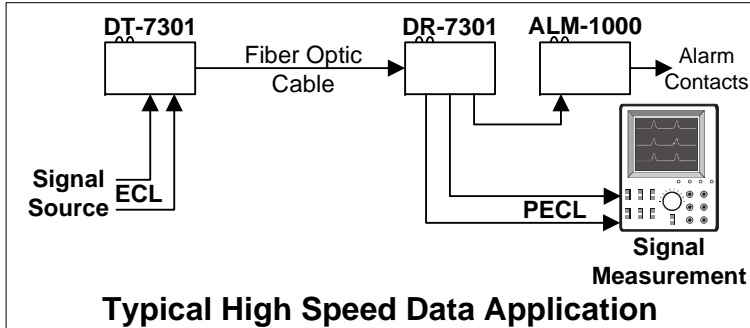 DT-7301 DR-7301 ALM-1000
Fiber Optic
Cable
Alarm
Contacts
Signal
Source
ECL
PECL
Signal
Measurement
Typical High Speed Data Application